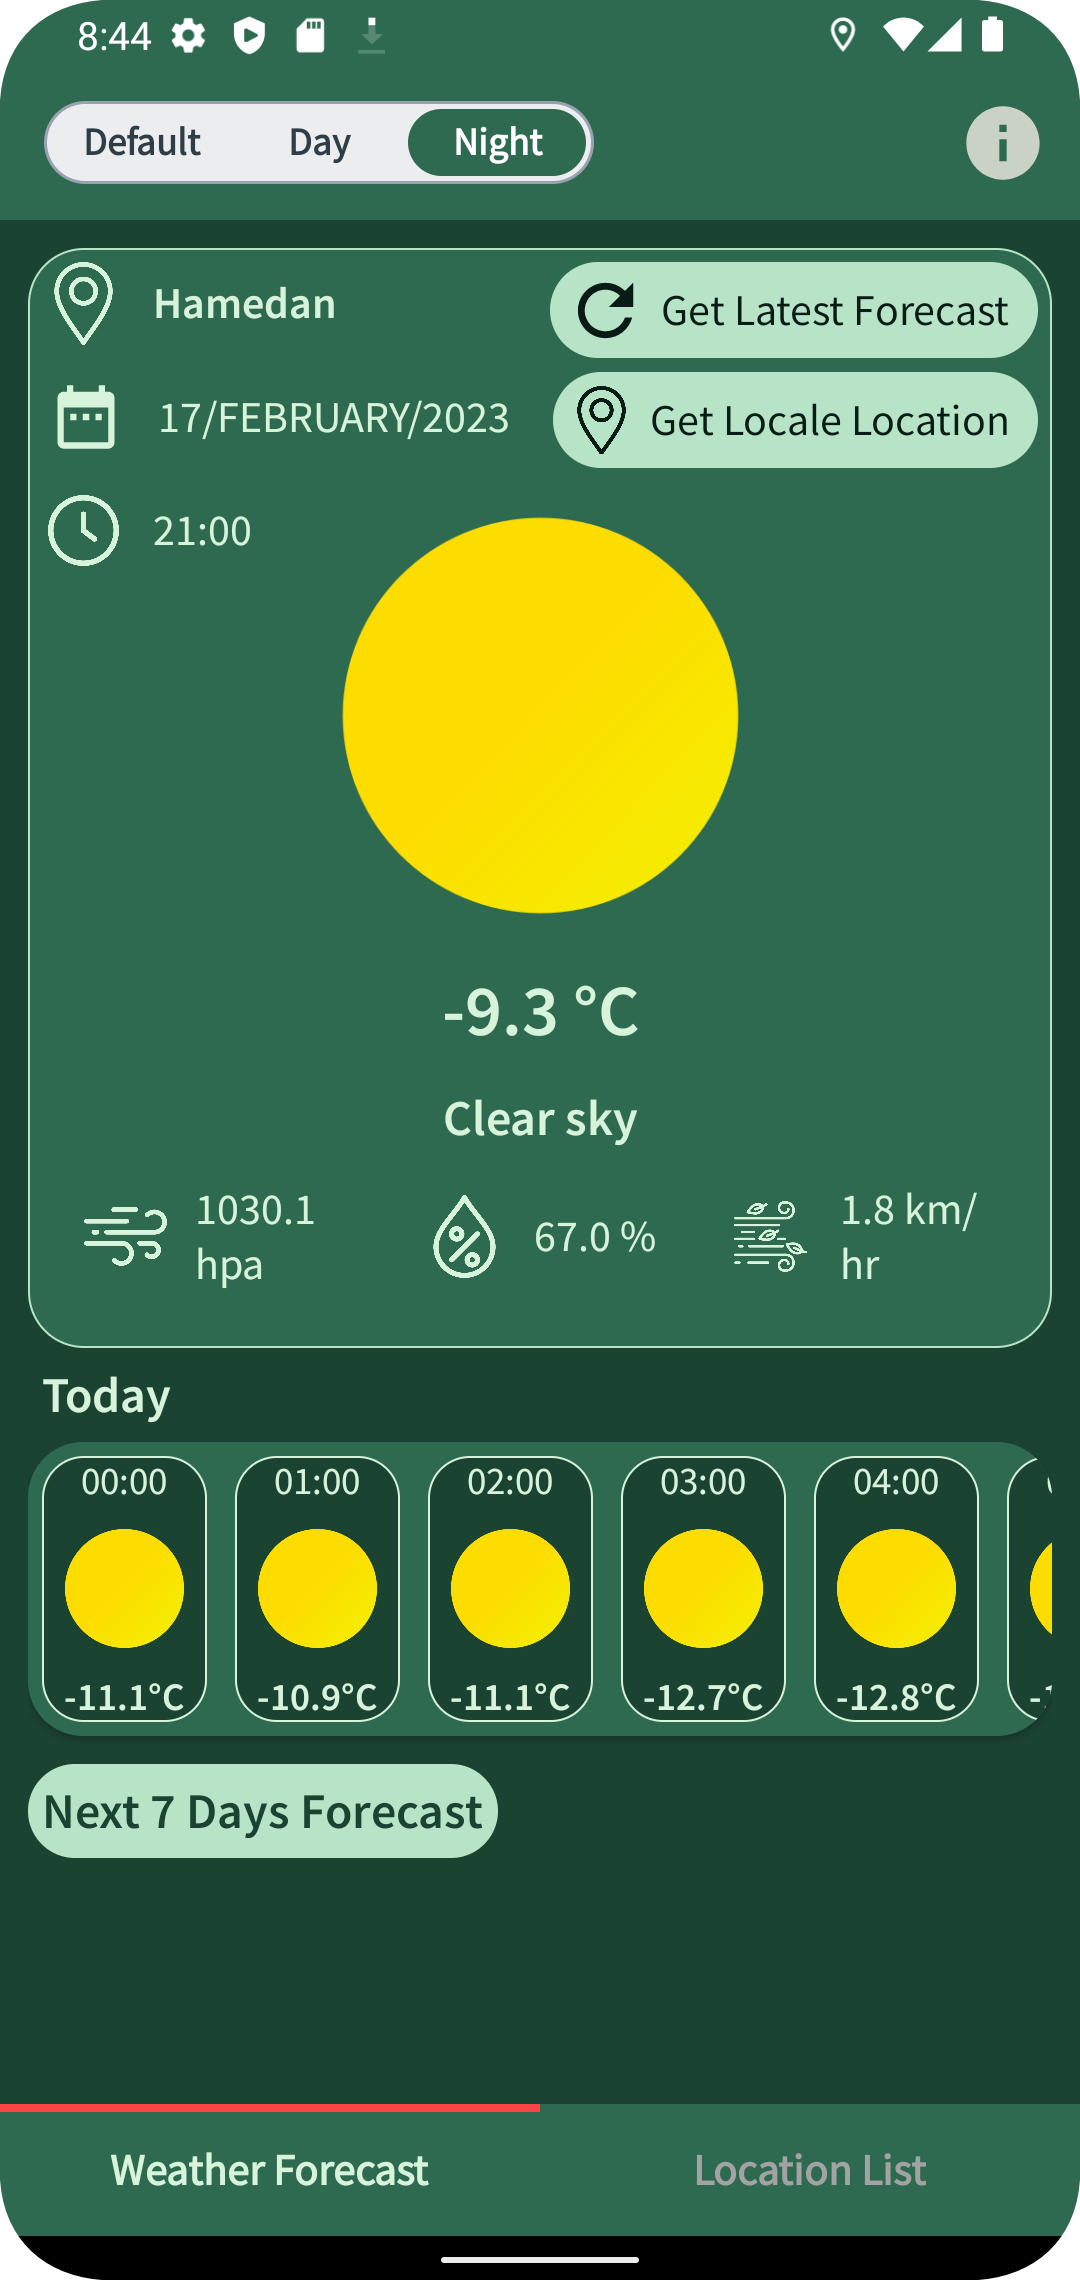 8:44
Default Day Night
Hamedan
Get Latest Forecast
17/FEBRUARY/2023
Get Locale Location
21:00
-9.3 °C
Clear sky
1030.1
hpa
67.0 %
1.8 km/
hr
Today
00:00 01:00 02:00 03:00 04:00
-11.1°C -10.9°C -11.1°C -12.7°C -12.8°C
Next 7 Days Forecast
Weather Forecast Location List